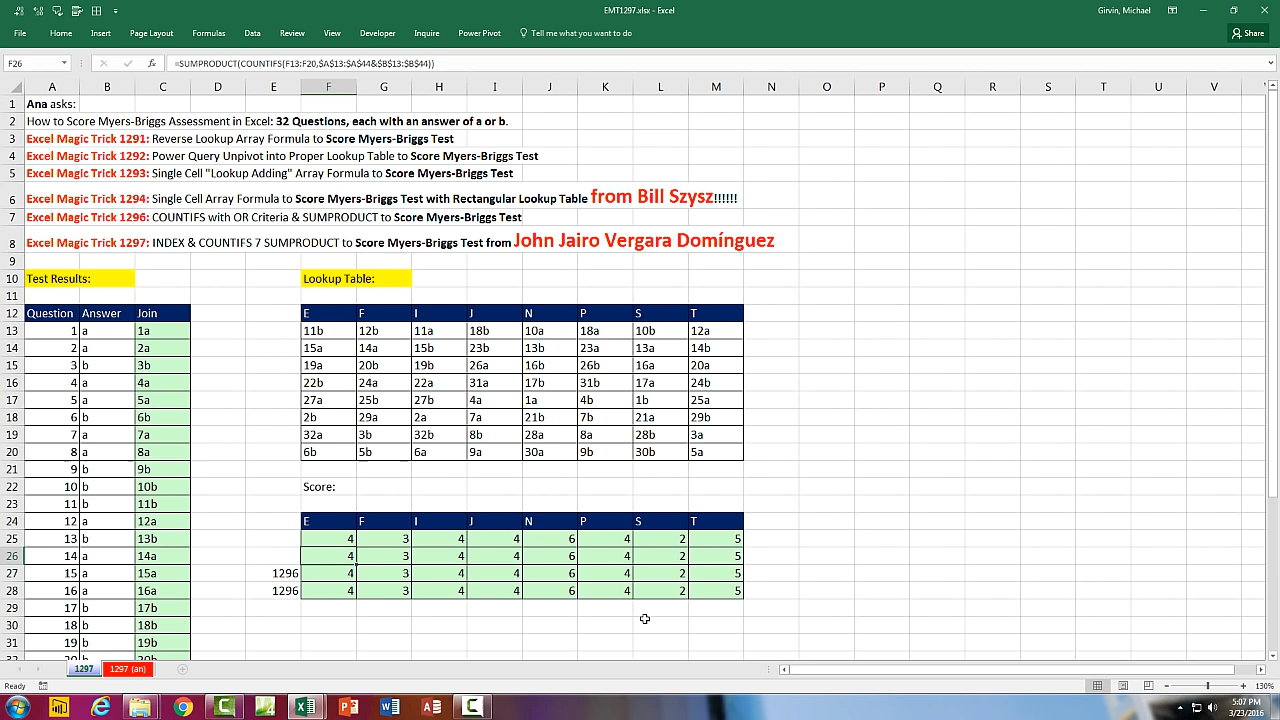 EMT1297.xlsx - Excel
Girvin, Michael
File Home Insert Page Layout Formulas Data Review View Developer Inquire Power Pivot Tell me what you want to do Share
F26 fx =SUMPRODUCT(COUNTIFS(F13:F20,$A$13:$A$44&$B$13:$B$44))
A B C D E F G H I J K L M N O P Q R S T U V
1 Ana asks:
2 How to Score Myers-Briggs Assessment in Excel: 32 Questions, each with an answer of a or b.
3 Excel Magic Trick 1291: Reverse Lookup Array Formula to Score Myers-Briggs Test
4 Excel Magic Trick 1292: Power Query Unpivot into Proper Lookup Table to Score Myers-Briggs Test
5 Excel Magic Trick 1293: Single Cell "Lookup Adding" Array Formula to Score Myers-Briggs Test
6 Excel Magic Trick 1294: Single Cell Array Formula to Score Myers-Briggs Test with Rectangular Lookup Table from Bill Szysz!!!!!!
7 Excel Magic Trick 1296: COUNTIFS with OR Criteria & SUMPRODUCT to Score Myers-Briggs Test
8 Excel Magic Trick 1297: INDEX & COUNTIFS 7 SUMPRODUCT to Score Myers-Briggs Test from John Jairo Vergara Domínguez
9
10 Test Results: Lookup Table:
11
12 Question Answer Join E F I J N P S T
13 1 a 1a 11b 12b 11a 18b 10a 18a 10b 12a
14 2 a 2a 15a 14a 15b 23b 13b 23a 13a 14b
15 3 b 3b 19a 20b 19b 26a 16b 26b 16a 20a
16 4 a 4a 22b 24a 22a 31a 17b 31b 17a 24b
17 5 a 5a 27a 25b 27b 4a 1a 4b 1b 25a
18 6 b 6b 2b 29a 2a 7a 21b 7b 21a 29b
19 7 a 7a 32a 3b 32b 8b 28a 8a 28b 3a
20 8 a 8a 6b 5b 6a 9a 30a 9b 30b 5a
21 9 b 9b
22 10 b 10b Score:
23 11 b 11b
24 12 a 12a E F I J N P S T
25 13 b 13b 4 3 4 4 6 4 2 5
26 14 a 14a 4 3 4 4 6 4 2 5
27 15 a 15a 1296 4 3 4 4 6 4 2 5
28 16 a 16a 1296 4 3 4 4 6 4 2 5
29 17 b 17b
30 18 b 18b
31 19 b 19b
1297 1297 (an)
Ready 130%
5:07 PM
3/23/2016